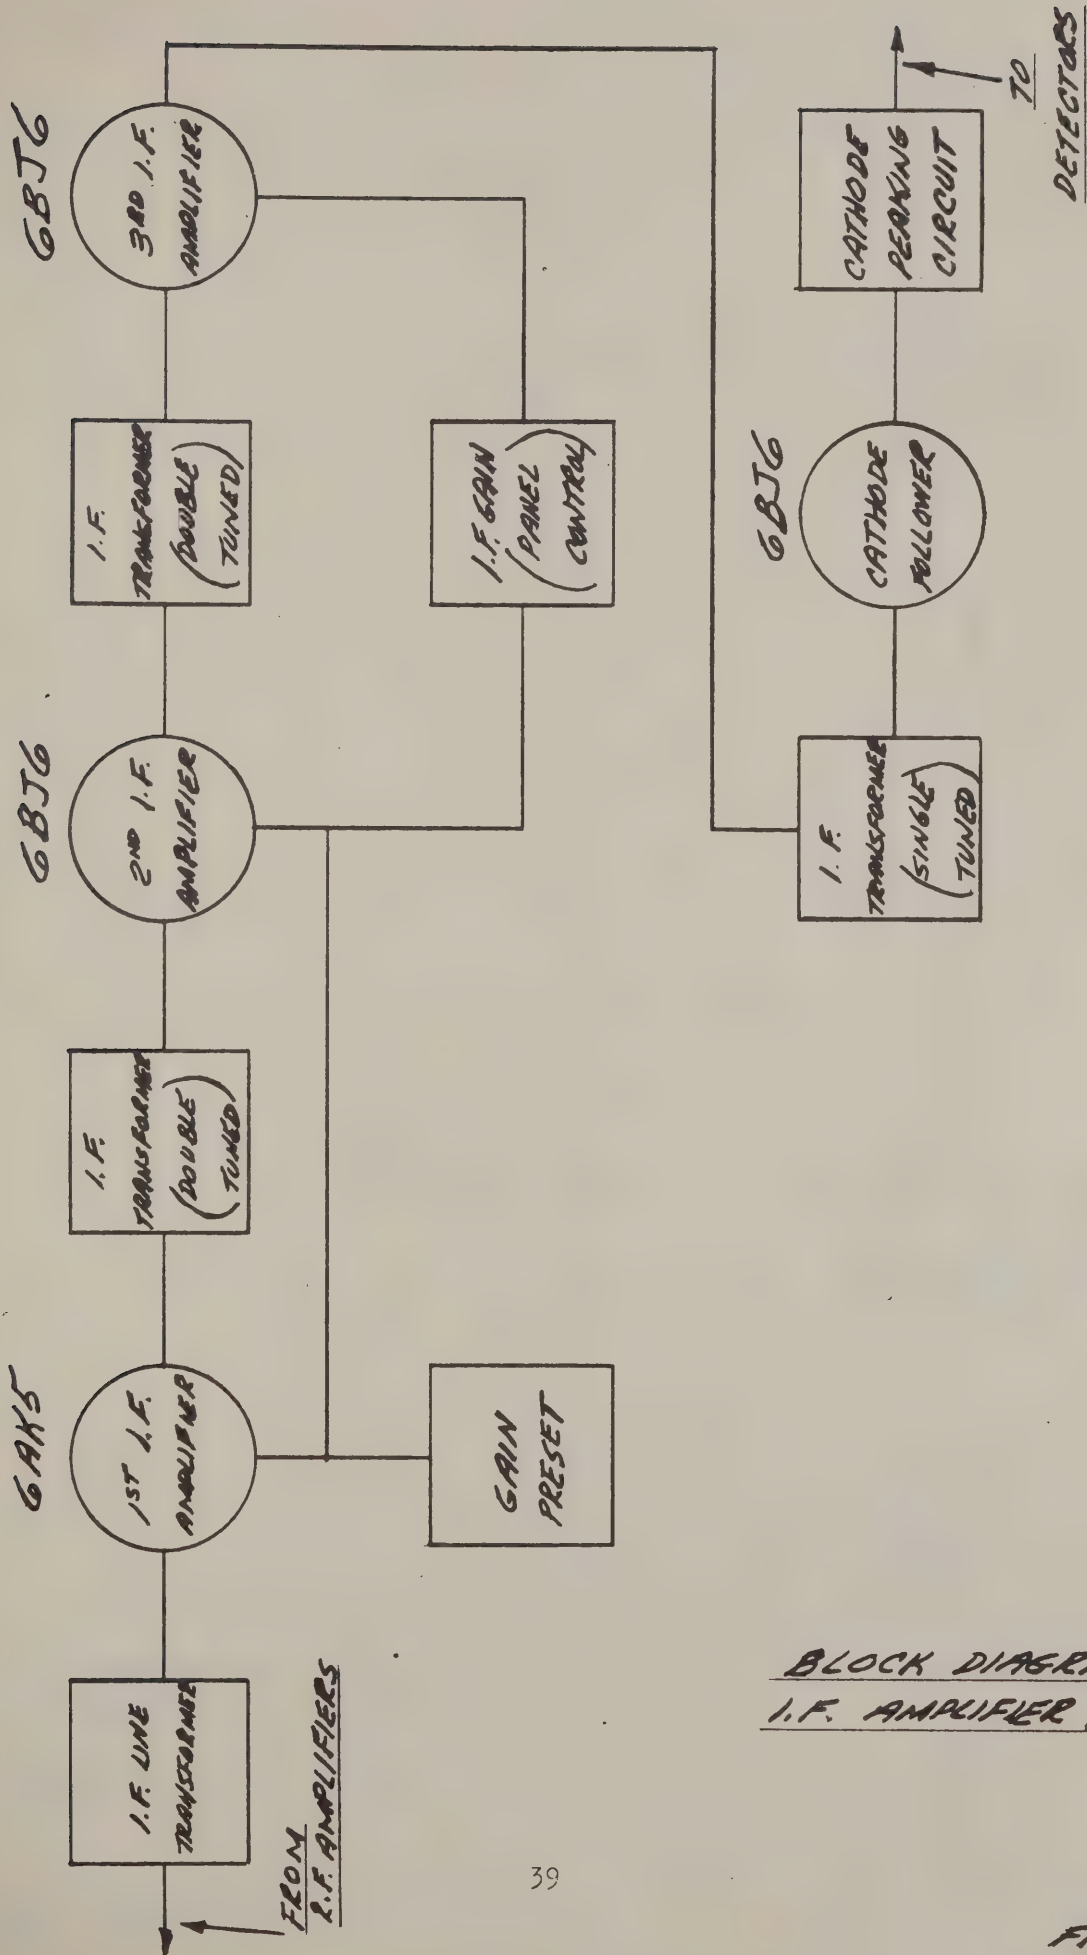 6AK5
6BJ6
6BJ6
I.F. LINE
TRANSFORMER
1ST I.F.
AMPLIFIER
I.F.
TRANSFORMER
(DOUBLE
TUNED)
2ND I.F.
AMPLIFIER
I.F.
TRANSFORMER
(DOUBLE
TUNED)
3RD I.F.
AMPLIFIER
FROM
R.F. AMPLIFIERS
GAIN
PRESET
I.F. GAIN
(PANEL
CONTROL)
6BJ6
I.F.
TRANSFORMER
(SINGLE
TUNED)
CATHODE
FOLLOWER
CATHODE
PEAKING
CIRCUIT
TO
DETECTORS
BLOCK
I.F. AMPLIFIER
39